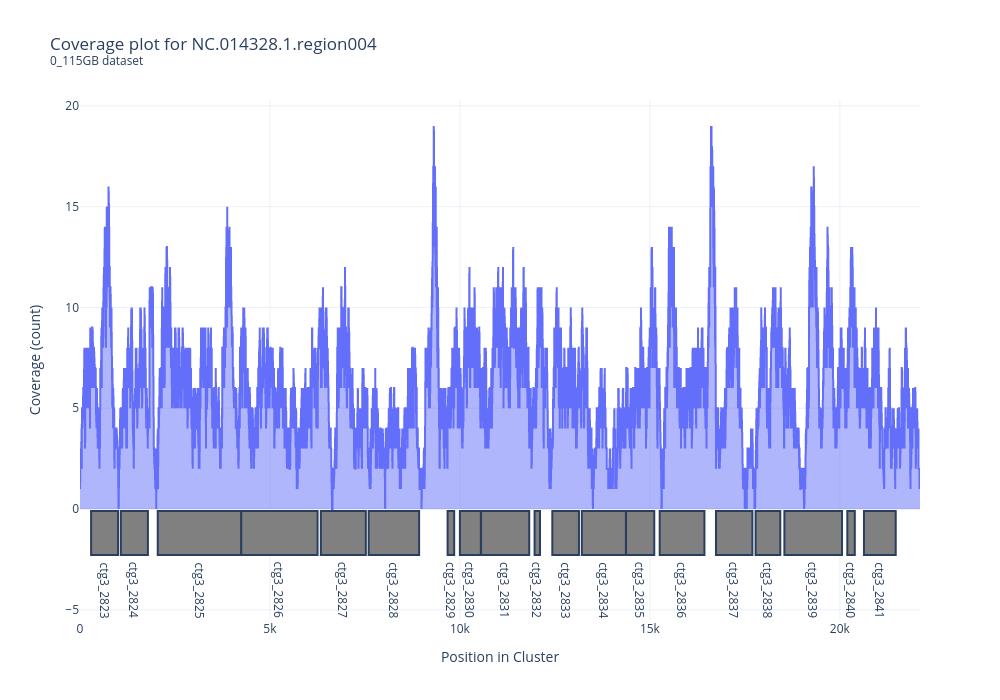 Coverage plot for NC.014328.1.region004
0_115GB dataset
Coverage (count)
20
15
10
5
0
−5
ctg3_2823
ctg3_2824
ctg3_2825
ctg3_2826
ctg3_2827
ctg3_2828
ctg3_2829
ctg3_2830
ctg3_2831
ctg3_2832
ctg3_2833
ctg3_2834
ctg3_2835
ctg3_2836
ctg3_2837
ctg3_2838
ctg3_2839
ctg3_2840
ctg3_2841
0 5k 10k 15k 20k
Position in Cluster